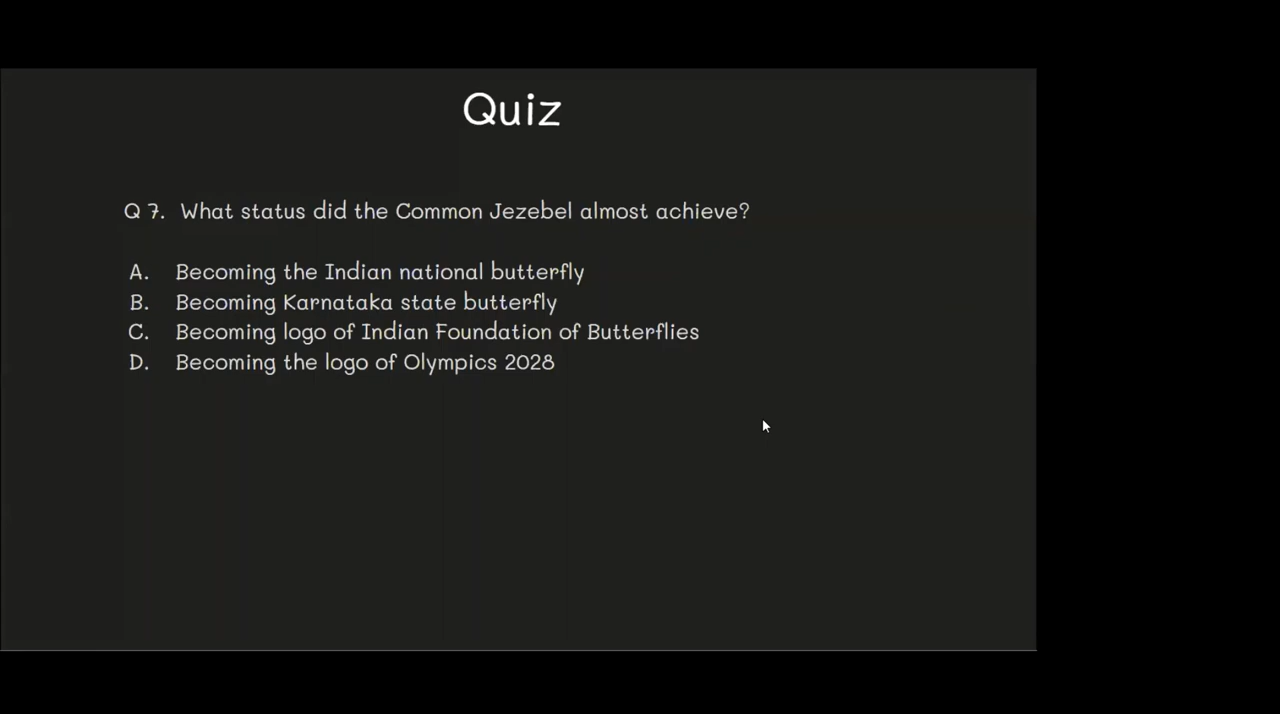 Quiz
Q 7. What status did the Common Jezebel almost achieve?
A. Becoming the Indian national butterfly
B. Becoming Karnataka state butterfly
C. Becoming logo of Indian Foundation of Butterflies
D. Becoming the logo of Olympics 2028